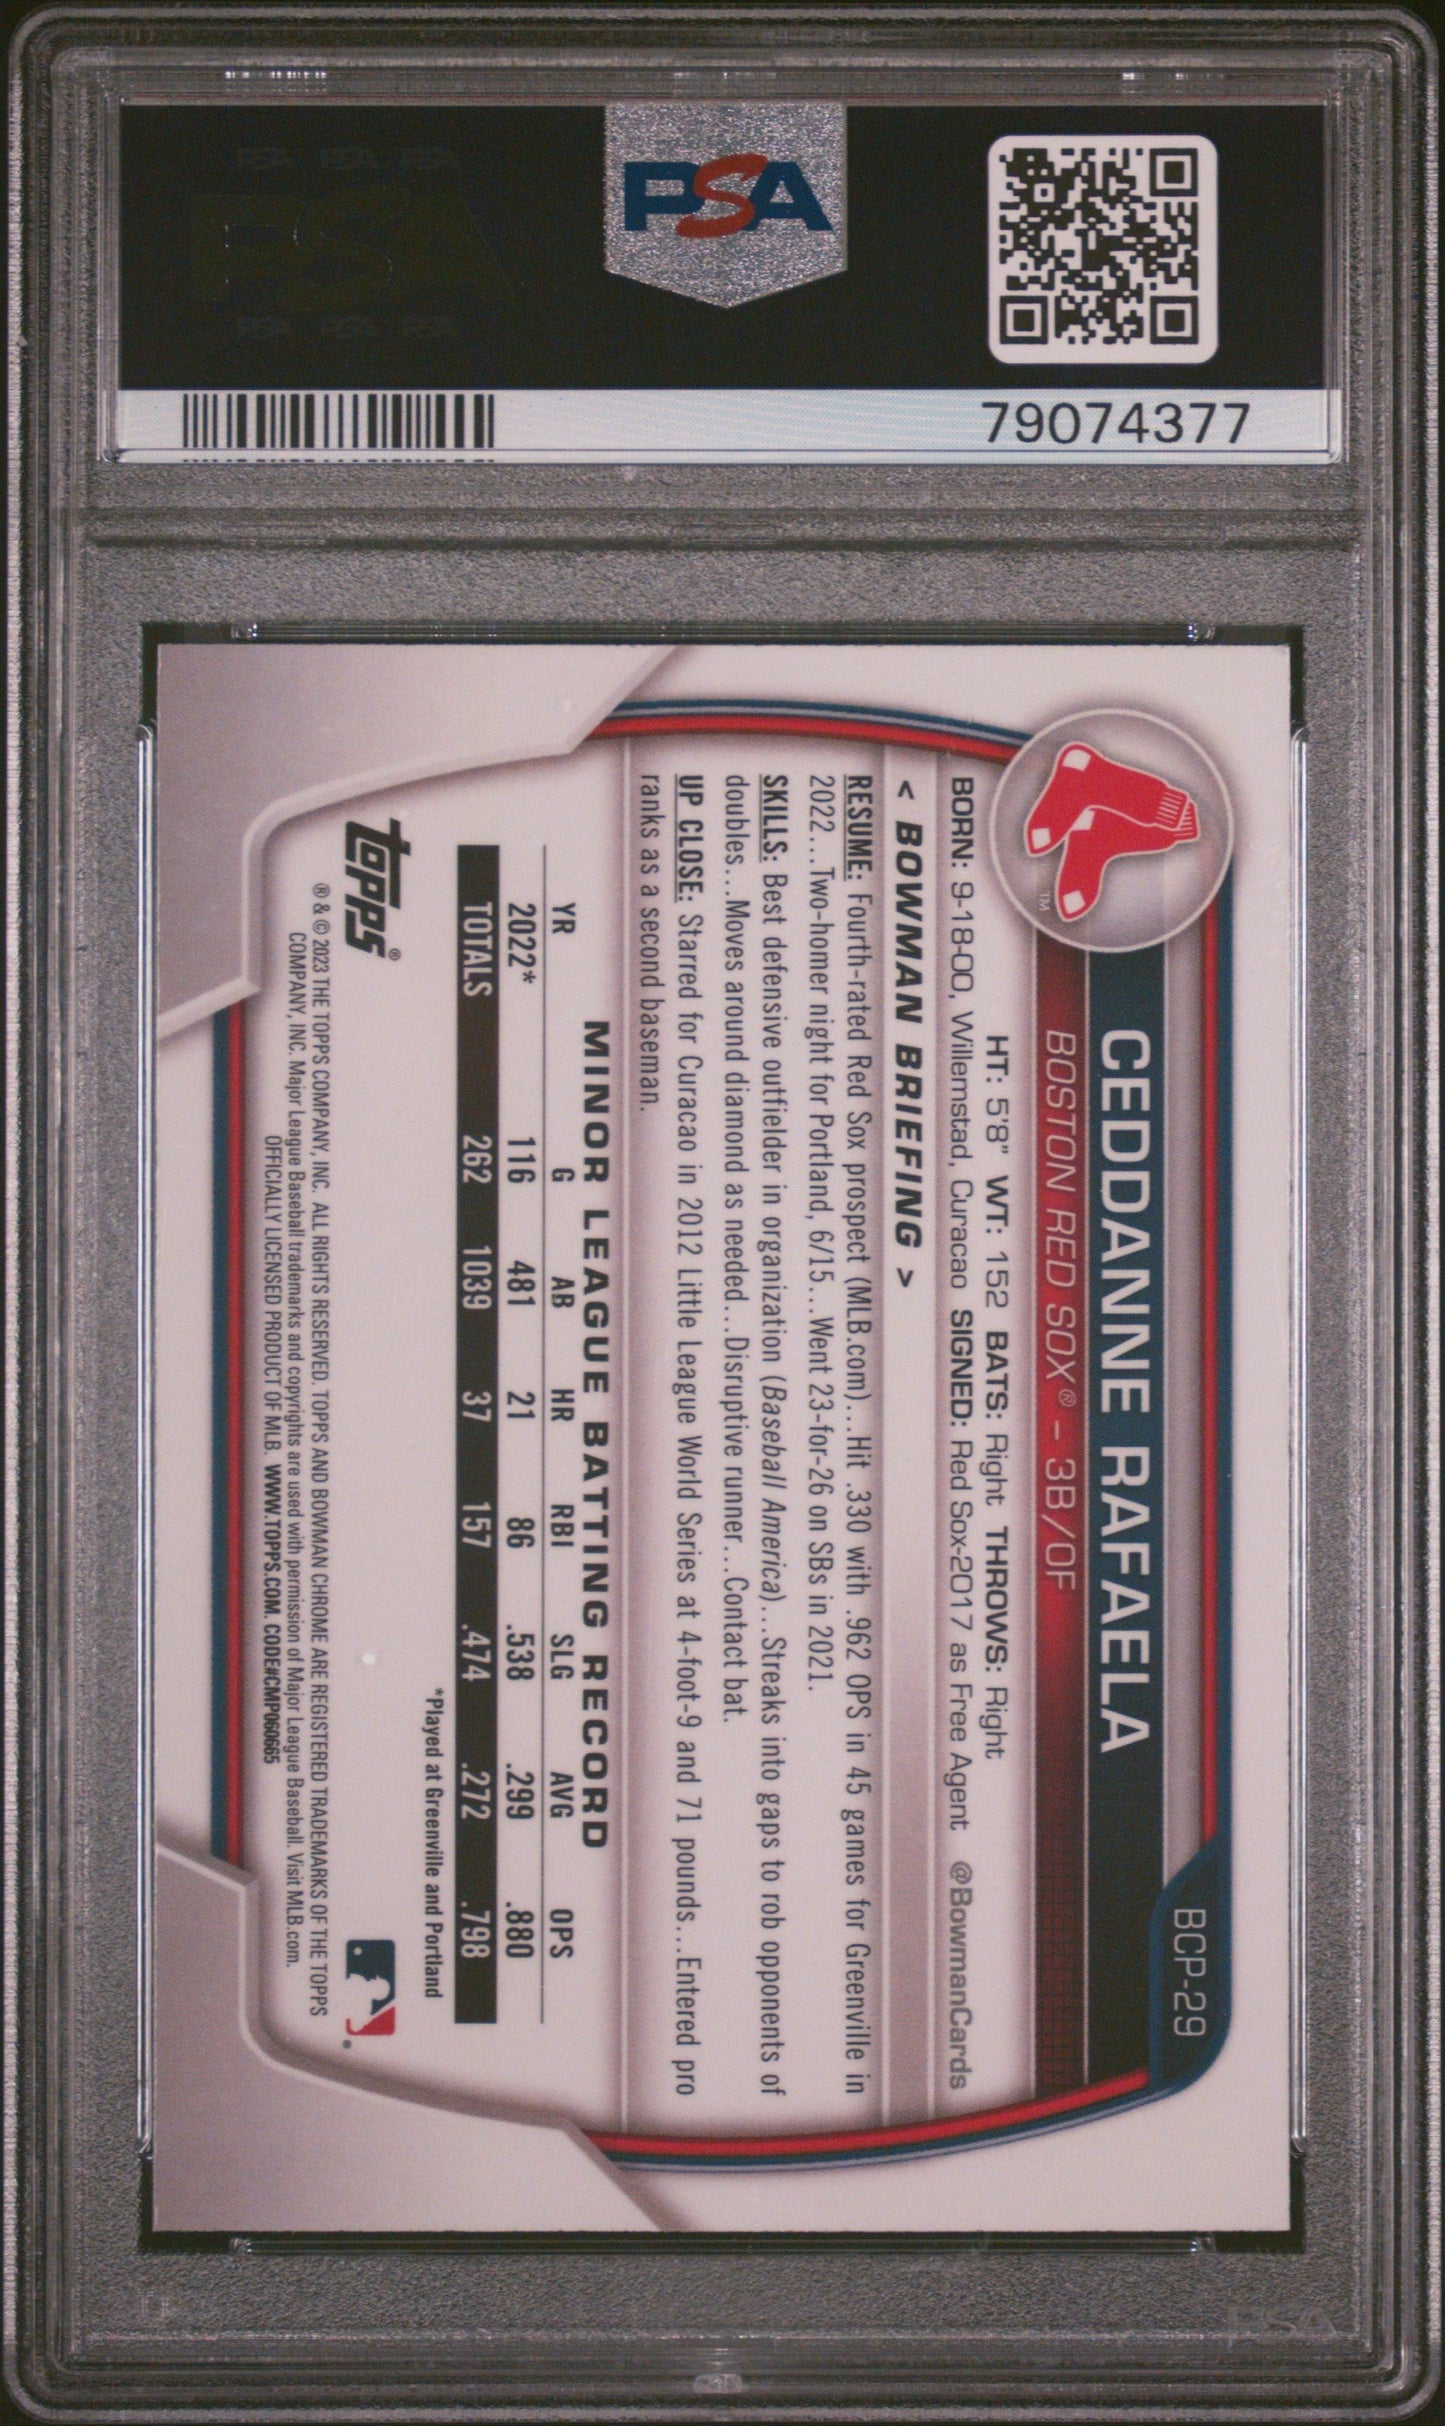 PSA
79074377
BCP-29
CEDDANNE RAFAELA
BOSTON RED SOX® – 3B/OF
HT: 5'8" WT: 152 BATS: Right THROWS: Right
BORN: 9-18-00, Willemstad, Curacao SIGNED: Red Sox-2017 as Free Agent @BowmanCards
< BOWMAN BRIEFING >
RESUME: Fourth-rated Red Sox prospect (MLB.com)...Hit .330 with .962 OPS in 45 games for Greenville in
2022...Two-homer night for Portland, 6/15...Went 23-for-26 on SBs in 2021.
SKILLS: Best defensive outfielder in organization (Baseball America)...Streaks into gaps to rob opponents of
doubles...Moves around diamond as needed...Disruptive runner...Contact bat.
UP CLOSE: Starred for Curacao in 2012 Little League World Series at 4-foot-9 and 71 pounds...Entered pro
ranks as a second baseman.
MINOR LEAGUE BATTING RECORD
YR G AB HR RBI SLG AVG OPS
2022* 116 481 21 86 .538 .299 .880
TOTALS 262 1039 37 157 .474 .272 .798
*Played at Greenville and Portland
topps®
® & © 2023 THE TOPPS COMPANY, INC. ALL RIGHTS RESERVED. TOPPS AND BOWMAN CHROME ARE REGISTERED TRADEMARKS OF THE TOPPS
COMPANY, INC. Major League Baseball trademarks and copyrights are used with permission of Major League Baseball. Visit MLB.com.
OFFICIALLY LICENSED PRODUCT OF MLB. WWW.TOPPS.COM. CODE#CMP060665
PSA